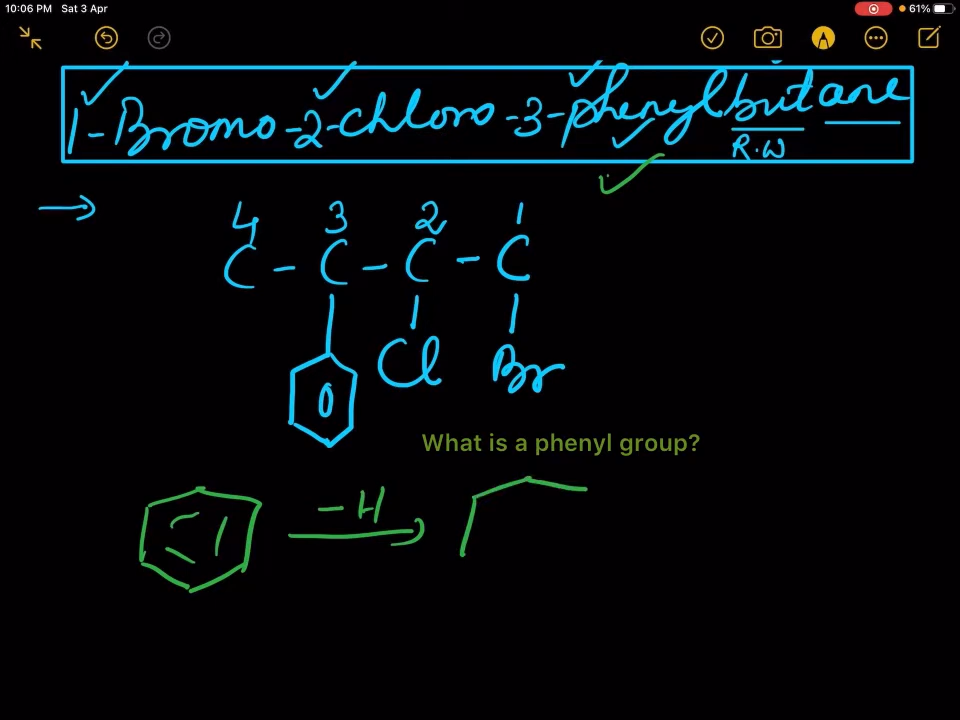 10:06 PM Sat 3 Apr
61%
1-Bromo-2-chloro-3-phenylbutane
R.W
4 3 2 1
C - C - C - C
Cl Br
What is a phenyl group?
-H